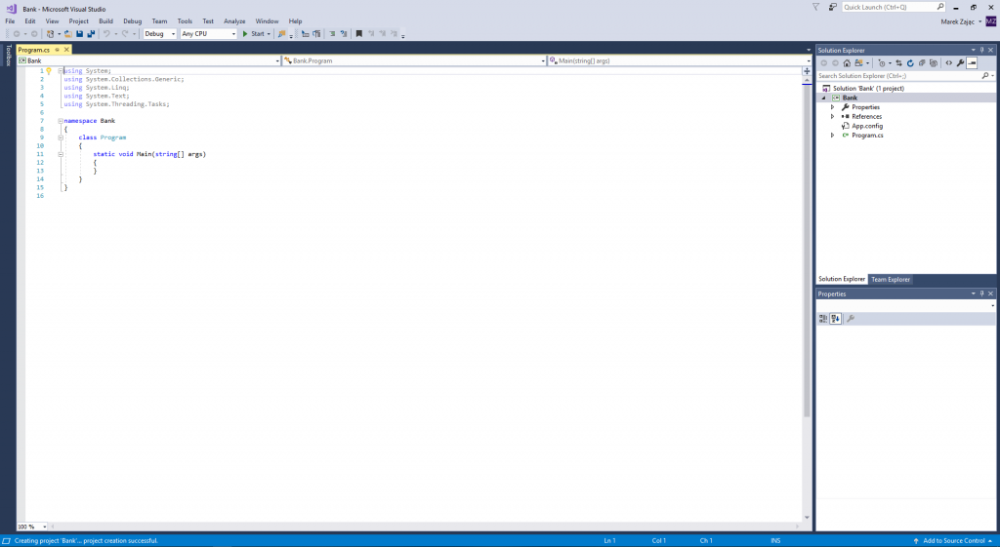 Bank - Microsoft Visual Studio
Quick Launch (Ctrl+Q)
File Edit View Project Build Debug Team Tools Test Analyze Window Help
Marek Zając MZ
Debug Any CPU Start
Toolbox
Program.cs
Bank Bank.Program Main(string[] args)
1 using System;
2 using System.Collections.Generic;
3 using System.Linq;
4 using System.Text;
5 using System.Threading.Tasks;
6
7 namespace Bank
8 {
9 class Program
10 {
11 static void Main(string[] args)
12 {
13 }
14 }
15 }
16
100 %
Solution Explorer
Search Solution Explorer (Ctrl+;)
Solution 'Bank' (1 project)
Bank
Properties
References
App.config
Program.cs
Solution Explorer Team Explorer
Properties
Creating project 'Bank'... project creation successful. Ln 1 Col 1 Ch 1 INS Add to Source Control